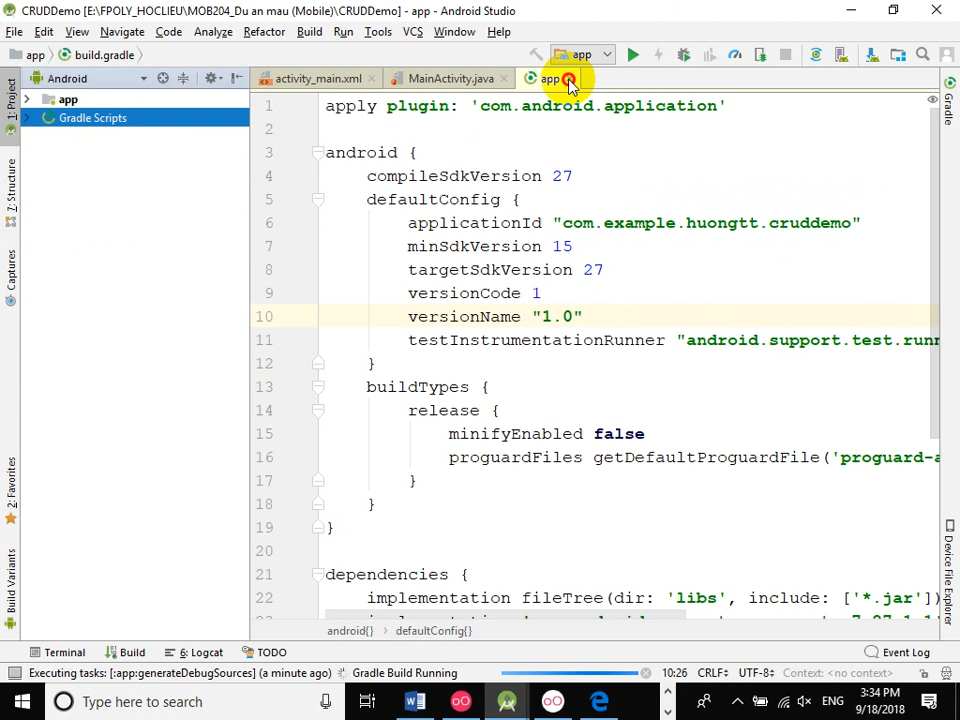 CRUDDemo [E:\FPOLY_HOCLIEU\MOB204_Du an mau (Mobile)\CRUDDemo] - app - Android Studio
File Edit View Navigate Code Analyze Refactor Build Run Tools VCS Window Help
app build.gradle app
Android activity_main.xml MainActivity.java app
app
Gradle Scripts
1: Project
7: Structure
Captures
2: Favorites
Build Variants
Gradle
Device File Explorer
1 apply plugin: 'com.android.application'
2
3 android {
4 compileSdkVersion 27
5 defaultConfig {
6 applicationId "com.example.huongtt.cruddemo"
7 minSdkVersion 15
8 targetSdkVersion 27
9 versionCode 1
10 versionName "1.0"
11 testInstrumentationRunner "android.support.test.runn
12 }
13 buildTypes {
14 release {
15 minifyEnabled false
16 proguardFiles getDefaultProguardFile('proguard-a
17 }
18 }
19 }
20
21 dependencies {
22 implementation fileTree(dir: 'libs', include: ['*.jar'])
android{} defaultConfig{}
Terminal Build 6: Logcat TODO Event Log
Executing tasks: [:app:generateDebugSources] (a minute ago) Gradle Build Running 10:26 CRLF÷ UTF-8÷ Context: <no context>
Type here to search ENG 3:34 PM
9/18/2018